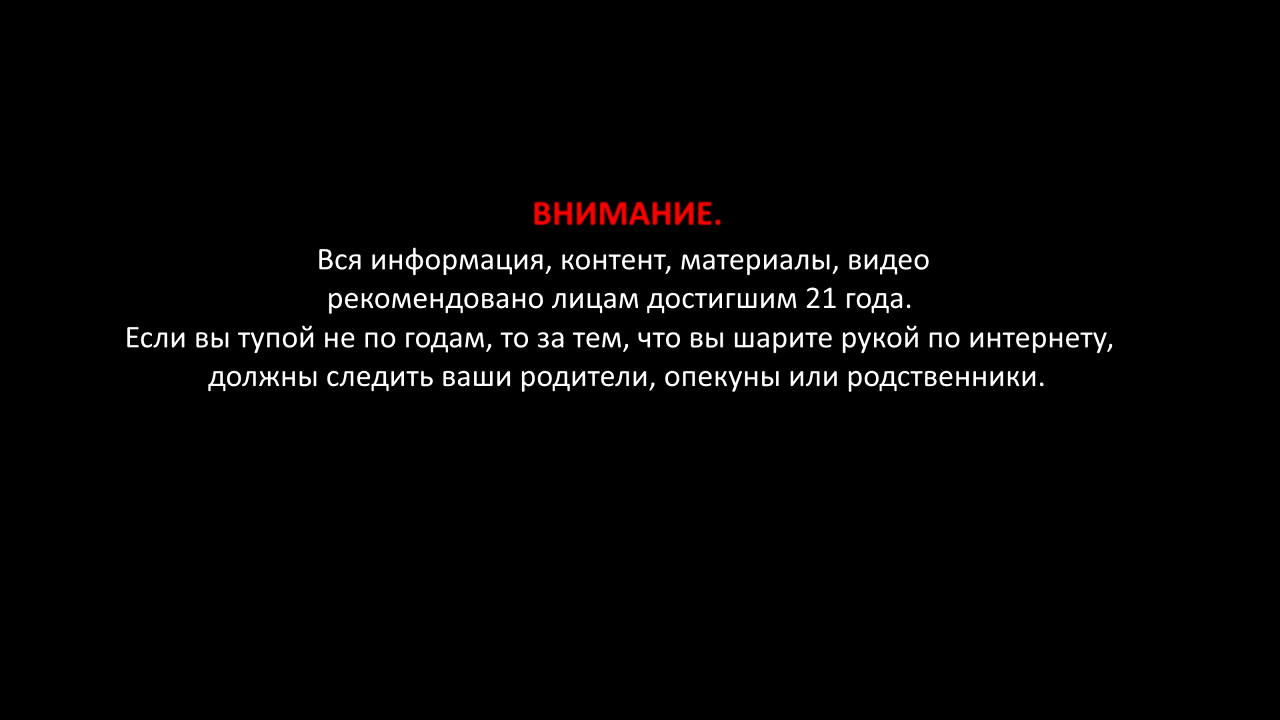 ВНИМАНИЕ.
Вся информация, контент, материалы, видео
рекомендовано лицам достигшим 21 года.
Если вы тупой не по годам, то за тем, что вы шарите рукой по интернету,
должны следить ваши родители, опекуны или родственники.